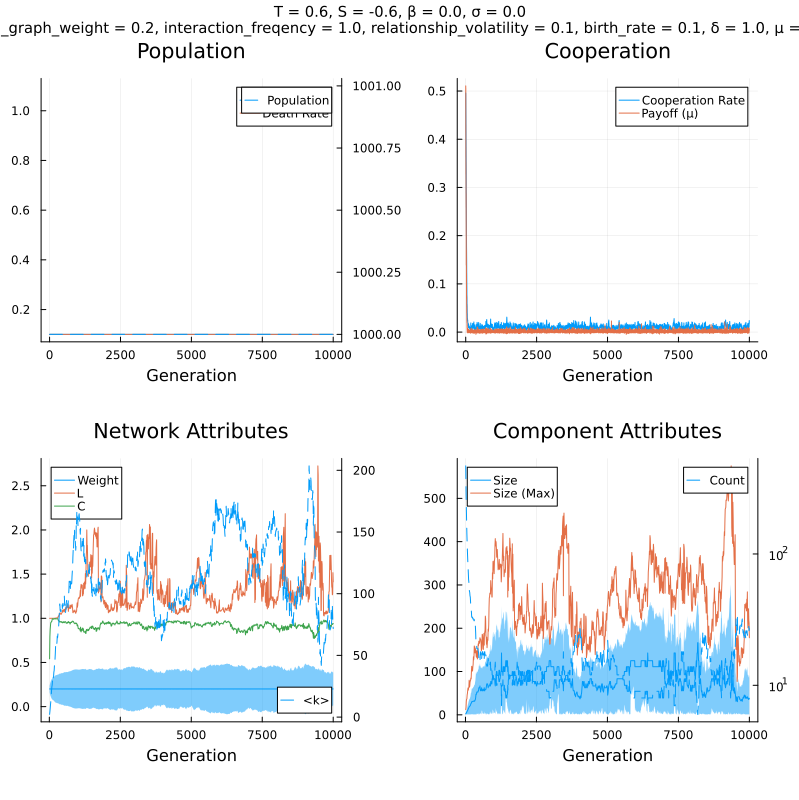 T = 0.6, S = -0.6, β = 0.0, σ = 0.0
_graph_weight = 0.2, interaction_freqency = 1.0, relationship_volatility = 0.1, birth_rate = 0.1, δ = 1.0, μ =
Population
Cooperation
Population
Death Rate
Cooperation Rate
Payoff (μ)
1.0
0.8
0.6
0.4
0.2
1001.00
1000.75
1000.50
1000.25
1000.00
0.5
0.4
0.3
0.2
0.1
0.0
0 2500 5000 7500 10000
0 2500 5000 7500 10000
Generation
Generation
Network Attributes
Component Attributes
Weight
L
C
<k>
Size
Size (Max)
Count
2.5
2.0
1.5
1.0
0.5
0.0
200
150
100
50
0
500
400
300
200
100
0
10²
10¹
0 2500 5000 7500 10000
0 2500 5000 7500 10000
Generation
Generation